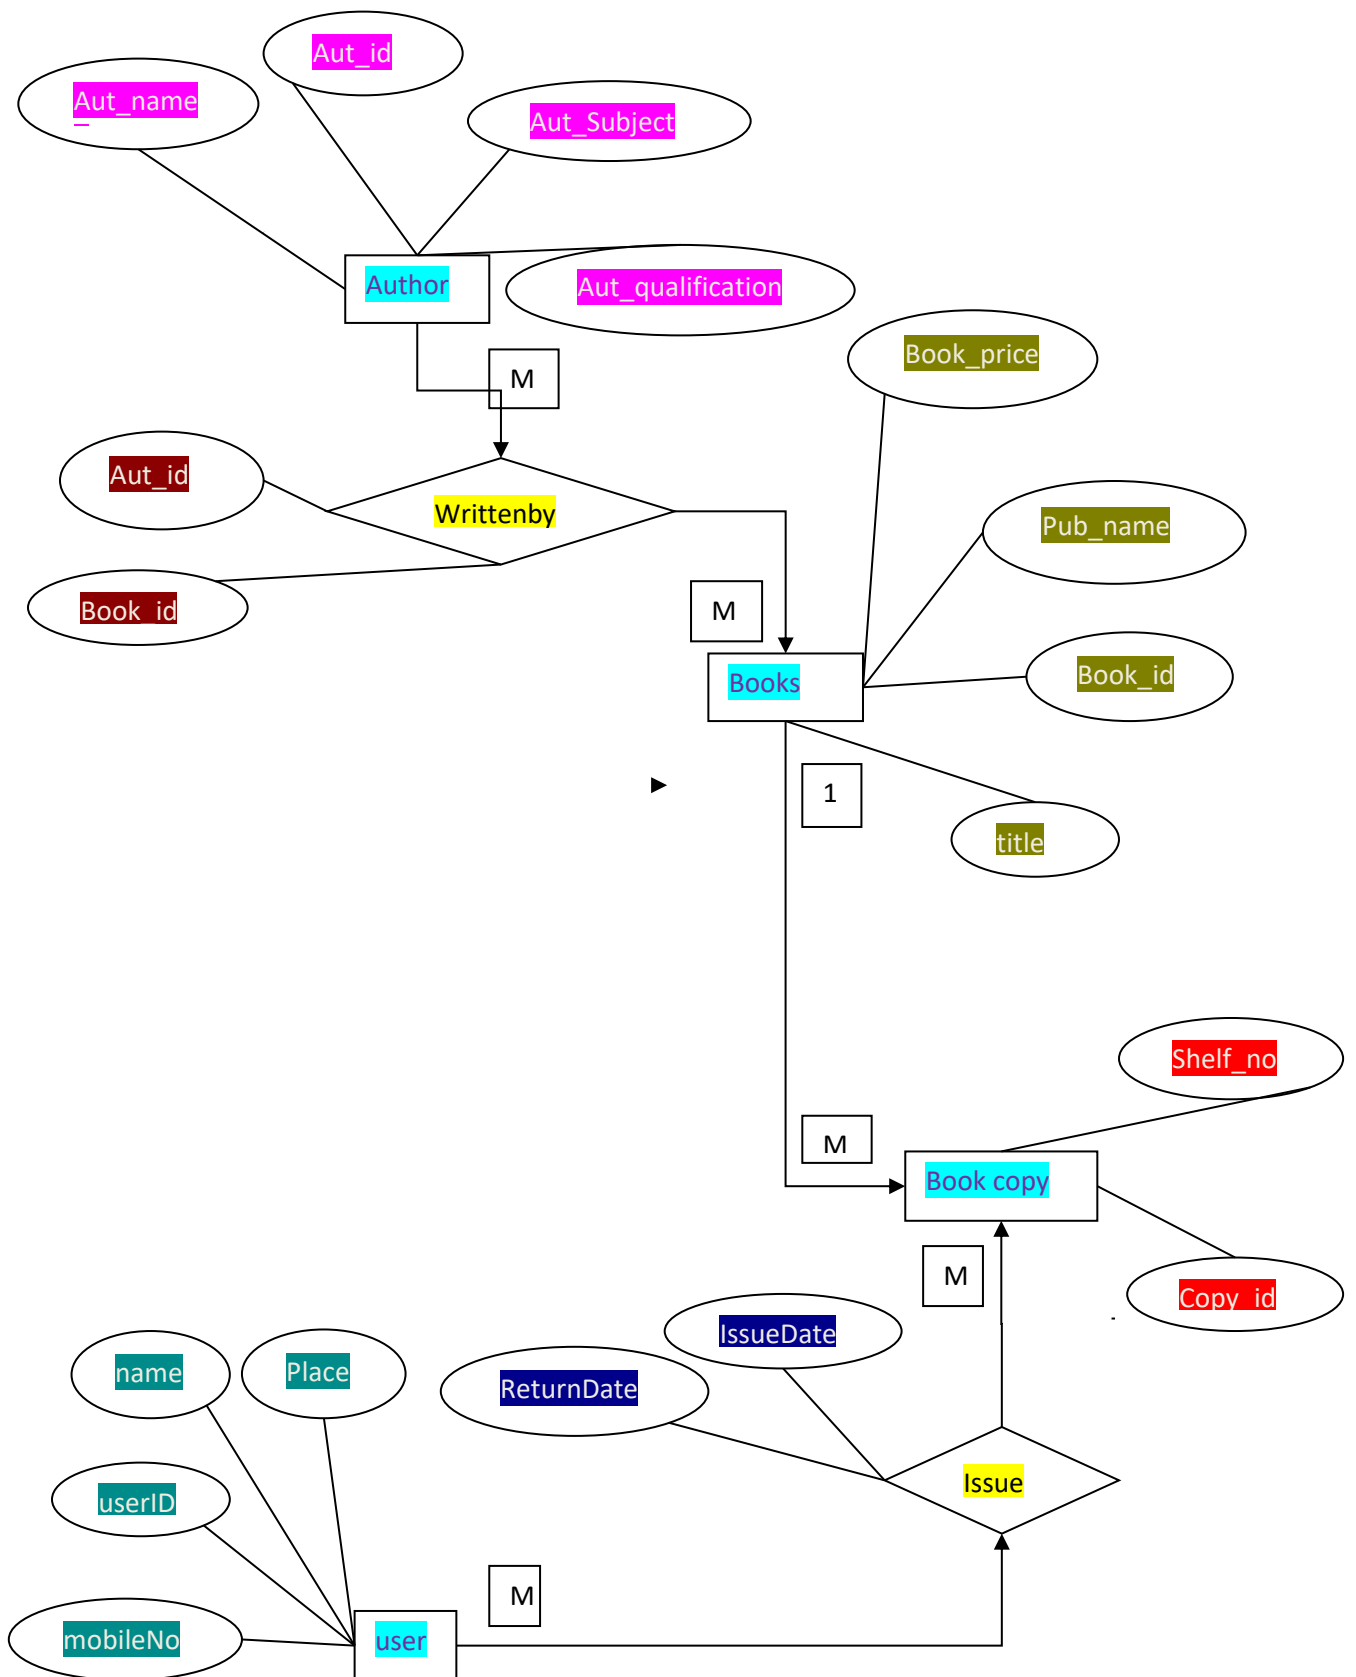 Aut_id
Aut_name
Aut_Subject
Author
Aut_qualification
Book_price
M
Aut_id
Writtenby
Pub_name
Book_id
M
Books
Book_id
1
title
Shelf_no
M
Book copy
M
Copy_id
IssueDate
name
Place
ReturnDate
Issue
userID
M
mobileNo
user